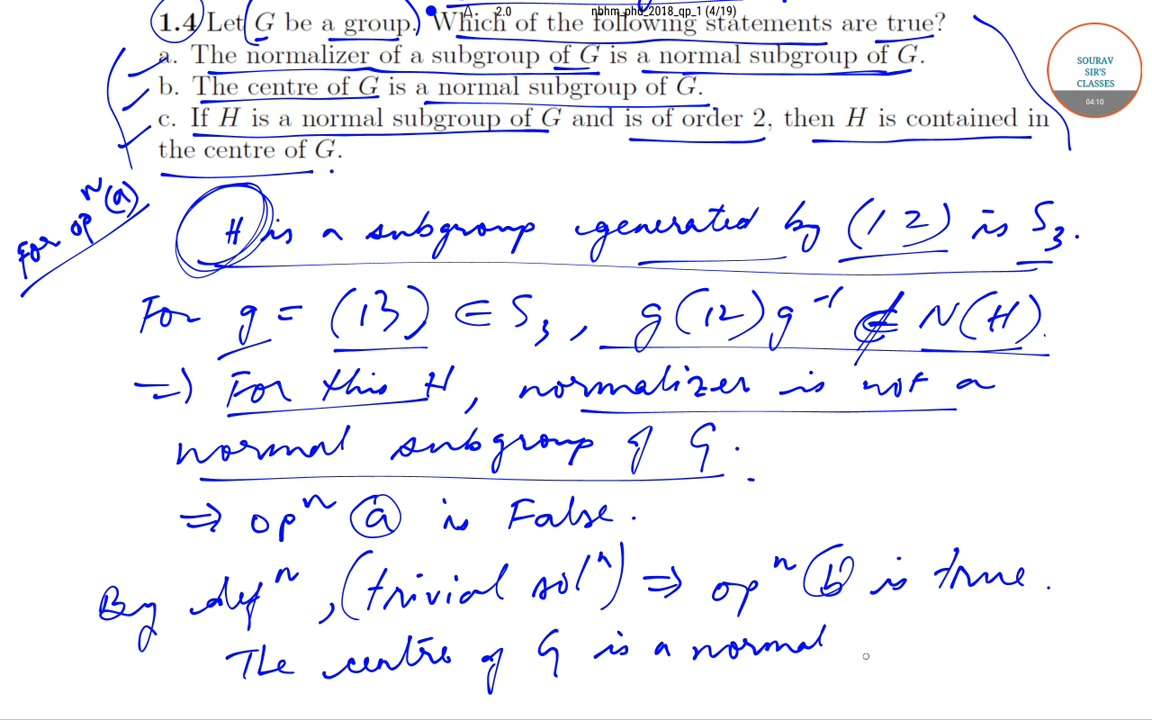 A: 2.0 nbhm_phd_2018_qp_1 (4/19)
1.4 Let G be a group. Which of the following statements are true?
a. The normalizer of a subgroup of G is a normal subgroup of G.
b. The centre of G is a normal subgroup of G.
c. If H is a normal subgroup of G and is of order 2, then H is contained in
the centre of G.
SOURAV
SIR'S
CLASSES
04:10
For opⁿ (a)
H is a subgroup generated by (1 2) is S₃.
For g = (13) ∈ S₃, g(12)g⁻¹ ∉ N(H).
=) For this H, normalizer is not a
normal subgroup of G.
⇒ opⁿ (a) is False.
By defⁿ, (trivial solⁿ) ⇒ opⁿ (b) is true.
The centre of G is a normal